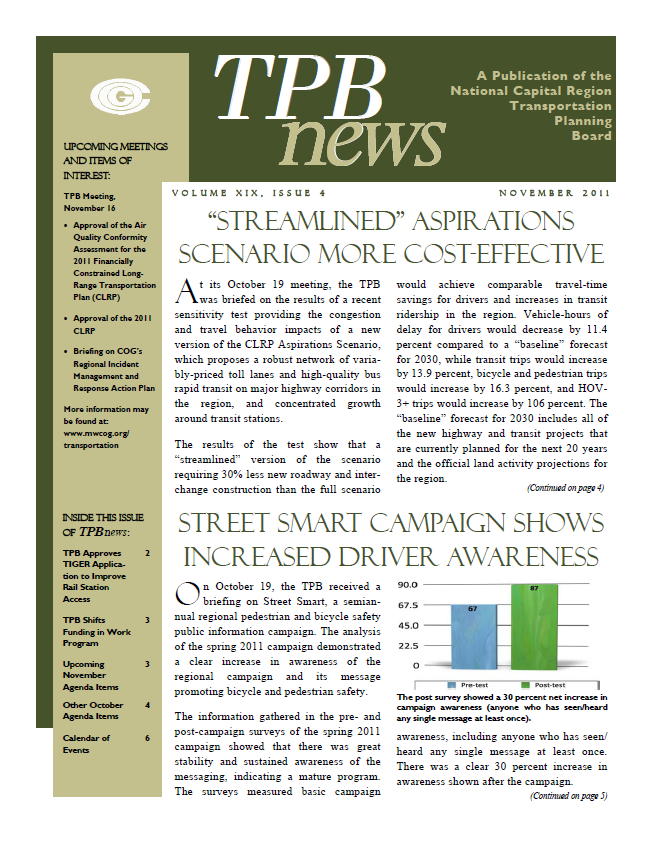 TPB
news
A Publication of the
National Capital Region
Transportation
Planning
Board
UPCOMING MEETINGS
AND ITEMS OF
INTEREST:
TPB Meeting,
November 16
• Approval of the Air
Quality Conformity
Assessment for the
2011 Financially
Constrained Long-
Range Transportation
Plan (CLRP)
• Approval of the 2011
CLRP
• Briefing on COG's
Regional Incident
Management and
Response Action Plan
More information may
be found at:
www.mwcog.org/
transportation
INSIDE THIS ISSUE
OF TPBnews:
TPB Approves 2
TIGER Applica-
tion to Improve
Rail Station
Access
TPB Shifts 3
Funding in Work
Program
Upcoming 3
November
Agenda Items
Other October 4
Agenda Items
Calendar of 6
Events
VOLUME XIX, ISSUE 4
NOVEMBER 2011
“STREAMLINED” ASPIRATIONS
SCENARIO MORE COST-EFFECTIVE
At its October 19 meeting, the TPB
was briefed on the results of a recent
sensitivity test providing the congestion
and travel behavior impacts of a new
version of the CLRP Aspirations Scenario,
which proposes a robust network of varia-
bly-priced toll lanes and high-quality bus
rapid transit on major highway corridors in
the region, and concentrated growth
around transit stations.
The results of the test show that a
“streamlined” version of the scenario
requiring 30% less new roadway and inter-
change construction than the full scenario
would achieve comparable travel-time
savings for drivers and increases in transit
ridership in the region. Vehicle-hours of
delay for drivers would decrease by 11.4
percent compared to a “baseline” forecast
for 2030, while transit trips would increase
by 13.9 percent, bicycle and pedestrian trips
would increase by 16.3 percent, and HOV-
3+ trips would increase by 106 percent. The
“baseline” forecast for 2030 includes all of
the new highway and transit projects that
are currently planned for the next 20 years
and the official land activity projections for
the region.
(Continued on page 4)
STREET SMART CAMPAIGN SHOWS
INCREASED DRIVER AWARENESS
On October 19, the TPB received a
briefing on Street Smart, a semian-
nual regional pedestrian and bicycle safety
public information campaign. The analysis
of the spring 2011 campaign demonstrated
a clear increase in awareness of the
regional campaign and its message
promoting bicycle and pedestrian safety.
The information gathered in the pre- and
post-campaign surveys of the spring 2011
campaign showed that there was great
stability and sustained awareness of the
messaging, indicating a mature program.
The surveys measured basic campaign
90.0
67.5
45.0
22.5
0
67
87
Pre-test
Post-test
The post survey showed a 30 percent net increase in
campaign awareness (anyone who has seen/heard
any single message at least once).
awareness, including anyone who has seen/
heard any single message at least once.
There was a clear 30 percent increase in
awareness shown after the campaign.
(Continued on page 5)